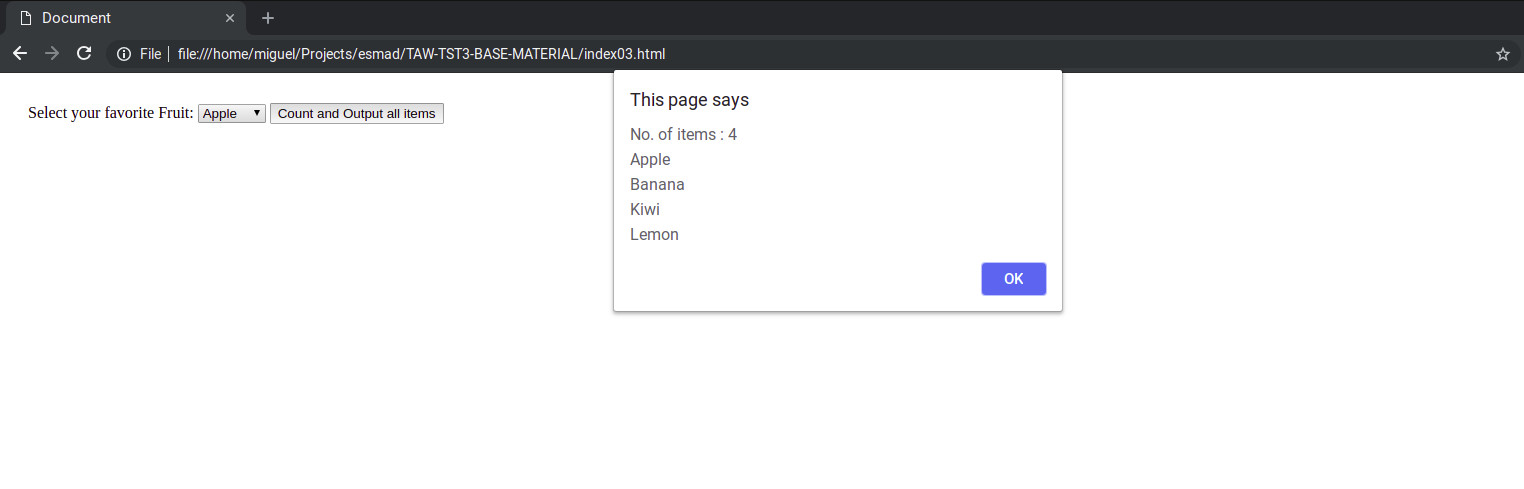 Document
File file:///home/miguel/Projects/esmad/TAW-TST3-BASE-MATERIAL/index03.html
Select your favorite Fruit: Apple Count and Output all items
This page says
No. of items : 4
Apple
Banana
Kiwi
Lemon
OK